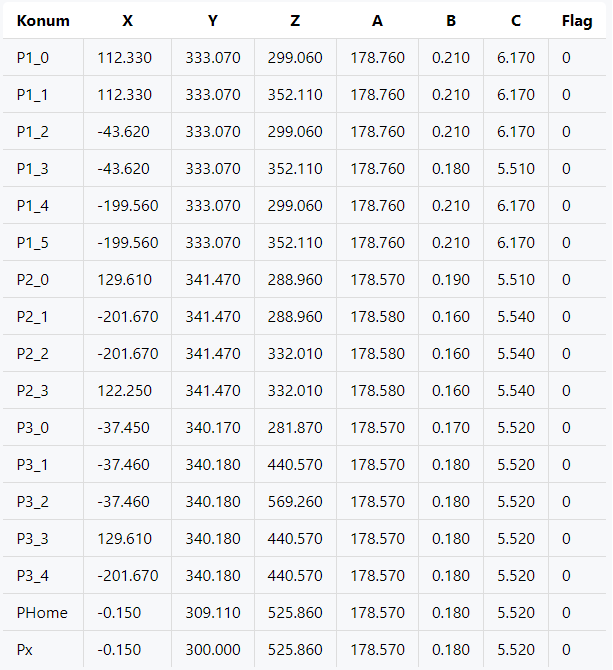 Konum X Y Z A B C Flag
P1_0 112.330 333.070 299.060 178.760 0.210 6.170 0
P1_1 112.330 333.070 352.110 178.760 0.210 6.170 0
P1_2 -43.620 333.070 299.060 178.760 0.210 6.170 0
P1_3 -43.620 333.070 352.110 178.760 0.180 5.510 0
P1_4 -199.560 333.070 299.060 178.760 0.210 6.170 0
P1_5 -199.560 333.070 352.110 178.760 0.210 6.170 0
P2_0 129.610 341.470 288.960 178.570 0.190 5.510 0
P2_1 -201.670 341.470 288.960 178.580 0.160 5.540 0
P2_2 -201.670 341.470 332.010 178.580 0.160 5.540 0
P2_3 122.250 341.470 332.010 178.580 0.160 5.540 0
P3_0 -37.450 340.170 281.870 178.570 0.170 5.520 0
P3_1 -37.460 340.180 440.570 178.570 0.180 5.520 0
P3_2 -37.460 340.180 569.260 178.570 0.180 5.520 0
P3_3 129.610 340.180 440.570 178.570 0.180 5.520 0
P3_4 -201.670 340.180 440.570 178.570 0.180 5.520 0
PHome -0.150 309.110 525.860 178.570 0.180 5.520 0
Px -0.150 300.000 525.860 178.570 0.180 5.520 0